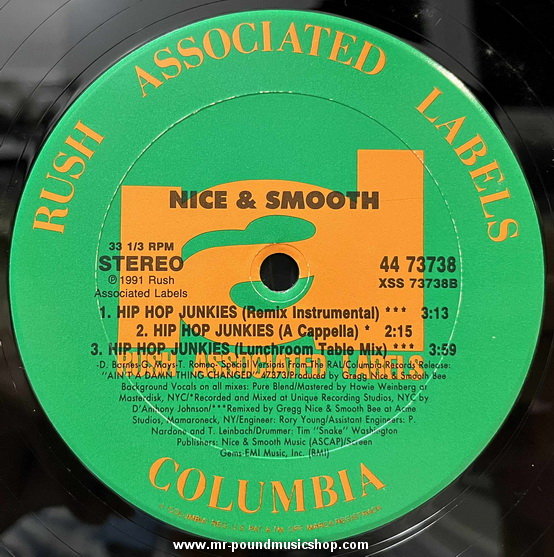 RUSH ASSOCIATED LABELS
NICE & SMOOTH
33 1/3 RPM
STEREO
℗ 1991 Rush
Associated Labels
44 73738
XSS 73738B
1. HIP HOP JUNKIES (Remix Instrumental) *** 3:13
2. HIP HOP JUNKIES (A Cappella) * 2:15
3. HIP HOP JUNKIES (Lunchroom Table Mix) *** 3:59
RUSH ASSOCIATED LABELS
-D. Barnes-G. Mays-T. Romeo- Special Versions From The RAL/Columbia Records Release:
"AIN'T A DAMN THING CHANGED" 47373/Produced by Gregg Nice & Smooth Bee
Background Vocals on all mixes: Pure Blend/Mastered by Howie Weinberg at
Masterdisk, NYC/*Recorded and Mixed at Unique Recording Studios, NYC by
D'Anthony Johnson/***Remixed by Gregg Nice & Smooth Bee at Acme
Studios, Mamaroneck, NY/Engineer: Rory Young/Assistant Engineers: P.
Nardone and T. Leinbach/Drummer: Tim "Snake" Washington
Publishers: Nice & Smooth Music (ASCAP)/Screen
Gems-EMI Music, Inc. (BMI)
COLUMBIA
www.mr-poundmusicshop.com